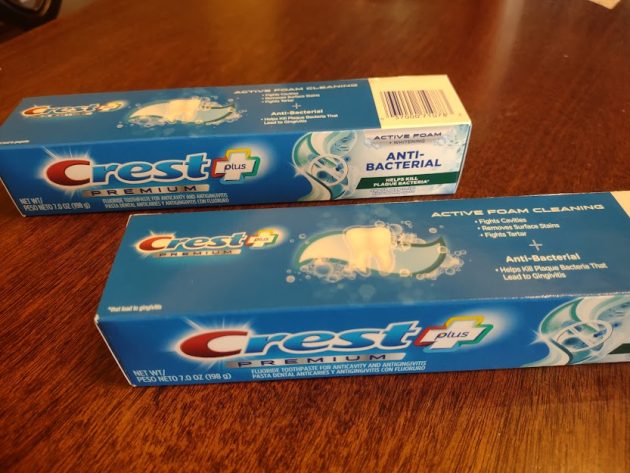 Crest plus
PREMIUM
ACTIVE FOAM CLEANING
• Fights Cavities
• Removes Surface Stains
• Fights Tartar
+
Anti-Bacterial
• Helps Kill Plaque Bacteria That
Lead to Gingivitis
Crest plus
PREMIUM
ACTIVE FOAM
+ WHITENING
ANTI-
BACTERIAL
HELPS KILL
PLAQUE BACTERIA*
NET WT/
PESO NETO 7.0 OZ (198 g)
FLUORIDE TOOTHPASTE FOR ANTICAVITY AND ANTIGINGIVITIS
PASTA DENTAL ANTICARIES Y ANTIGINGIVITIS CON FLUORURO
Crest plus
PREMIUM
ACTIVE FOAM CLEANING
• Fights Cavities
• Removes Surface Stains
• Fights Tartar
+
Anti-Bacterial
• Helps Kill Plaque Bacteria That
Lead to Gingivitis
*that lead to gingivitis
Crest plus
PREMIUM
NET WT/
PESO NETO 7.0 OZ (198 g)
FLUORIDE TOOTHPASTE FOR ANTICAVITY AND ANTIGINGIVITIS
PASTA DENTAL ANTICARIES Y ANTIGINGIVITIS CON FLUORURO